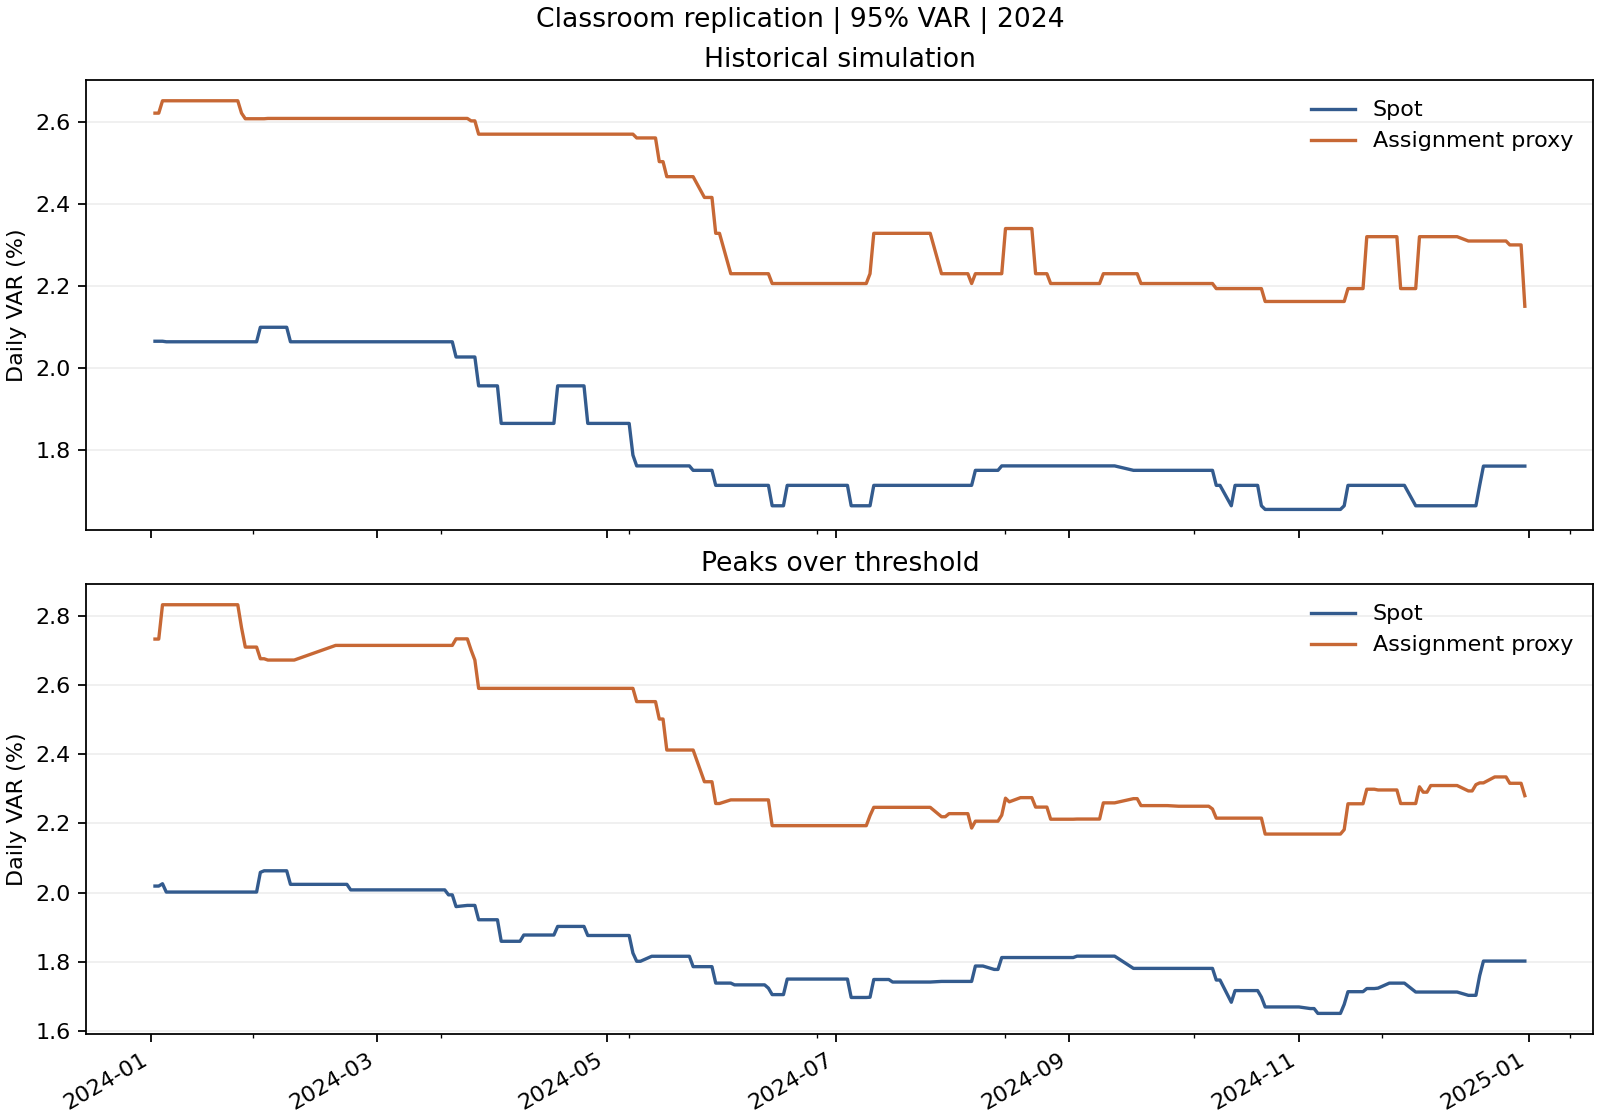 Classroom replication | 95% VAR | 2024
Historical simulation
Daily VAR (%)
2.6
2.4
2.2
2.0
1.8
Spot
Assignment proxy
Peaks over threshold
Daily VAR (%)
2.8
2.6
2.4
2.2
2.0
1.8
1.6
Spot
Assignment proxy
2024-01
2024-03
2024-05
2024-07
2024-09
2024-11
2025-01